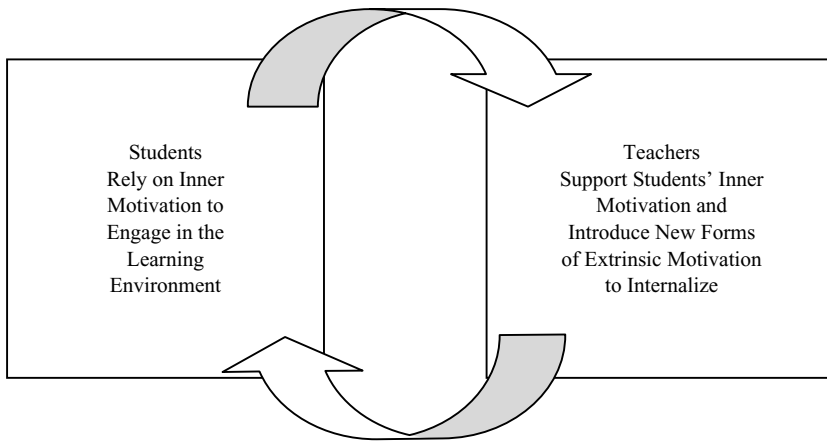 Students
Rely on Inner
Motivation to
Engage in the
Learning
Environment
Teachers
Support Students’ Inner
Motivation and
Introduce New Forms
of Extrinsic Motivation
to Internalize